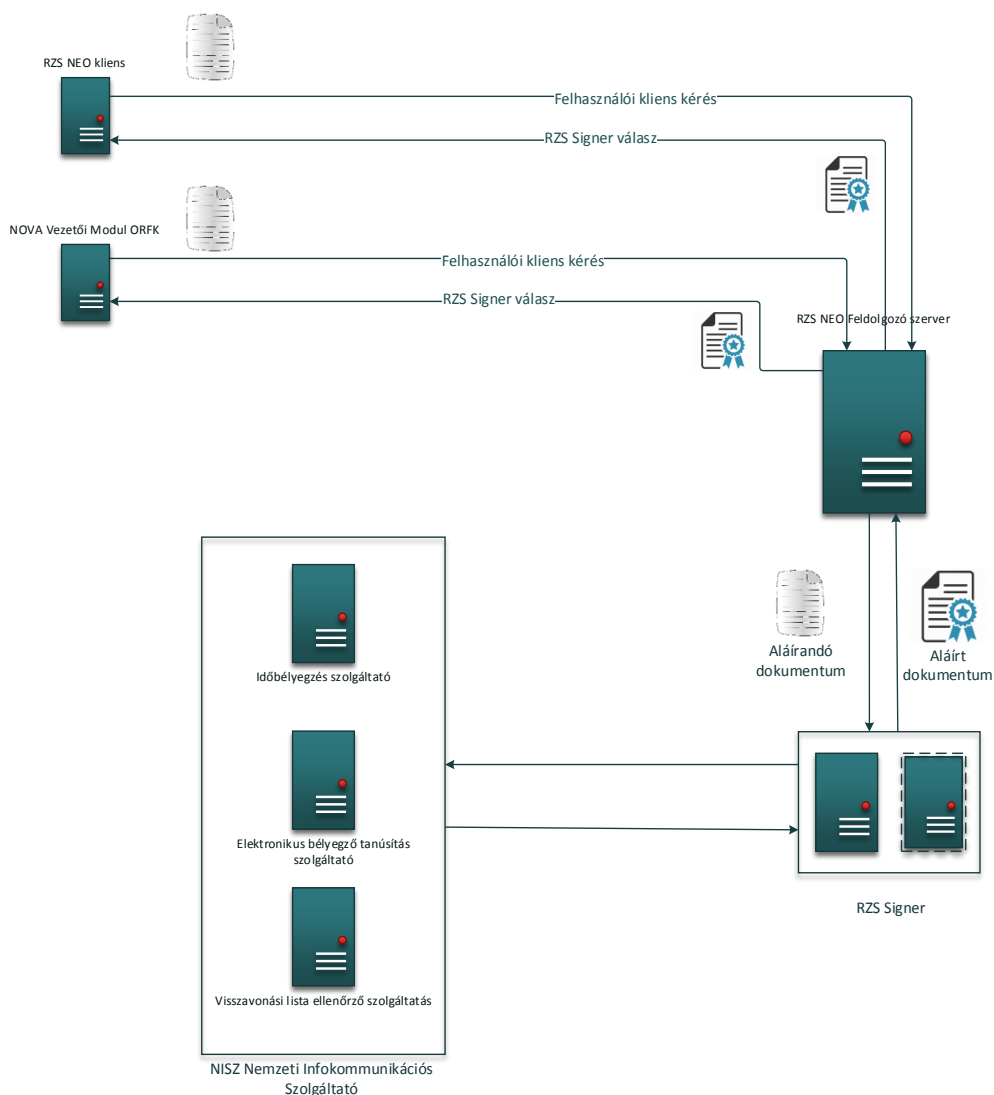 RZS NEO kliens
Felhasználói kliens kérés
RZS Signer válasz
NOVA Vezetői Modul ORFK
Felhasználói kliens kérés
RZS Signer válasz
RZS NEO Feldolgozó szerver
Aláírandó
dokumentum
Aláírt
dokumentum
Időbélyegzés szolgáltató
Elektronikus bélyegző tanúsítás
szolgáltató
RZS Signer
Visszavonási lista ellenőrző szolgáltatás
NISZ Nemzeti Infokommunikációs
Szolgáltató